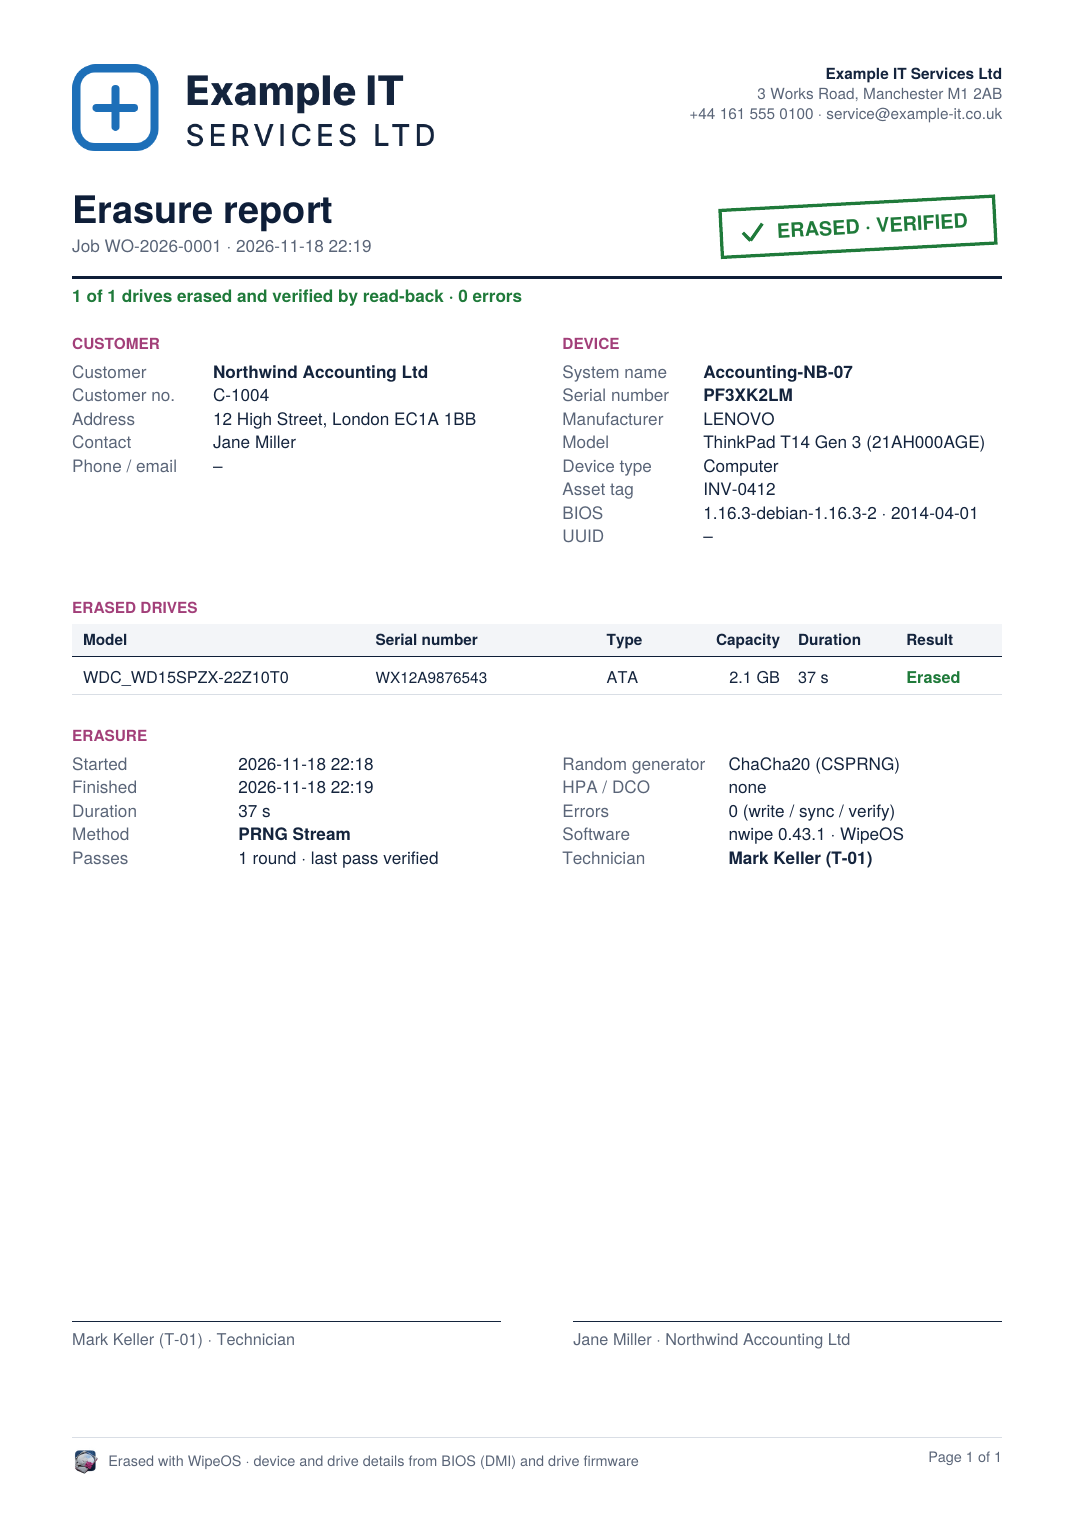 Example IT
SERVICES LTD
Example IT Services Ltd
3 Works Road, Manchester M1 2AB
+44 161 555 0100 · service@example-it.co.uk
Erasure report
Job WO-2026-0001 · 2026-11-18 22:19
ERASED · VERIFIED
1 of 1 drives erased and verified by read-back · 0 errors
CUSTOMER
Customer Northwind Accounting Ltd
Customer no. C-1004
Address 12 High Street, London EC1A 1BB
Contact Jane Miller
Phone / email –
DEVICE
System name Accounting-NB-07
Serial number PF3XK2LM
Manufacturer LENOVO
Model ThinkPad T14 Gen 3 (21AH000AGE)
Device type Computer
Asset tag INV-0412
BIOS 1.16.3-debian-1.16.3-2 · 2014-04-01
UUID –
ERASED DRIVES
Model Serial number Type Capacity Duration Result
WDC_WD15SPZX-22Z10T0 WX12A9876543 ATA 2.1 GB 37 s Erased
ERASURE
Started 2026-11-18 22:18
Finished 2026-11-18 22:19
Duration 37 s
Method PRNG Stream
Passes 1 round · last pass verified
Random generator ChaCha20 (CSPRNG)
HPA / DCO none
Errors 0 (write / sync / verify)
Software nwipe 0.43.1 · WipeOS
Technician Mark Keller (T-01)
Mark Keller (T-01) · Technician
Jane Miller · Northwind Accounting Ltd
Erased with WipeOS · device and drive details from BIOS (DMI) and drive firmware
Page 1 of 1